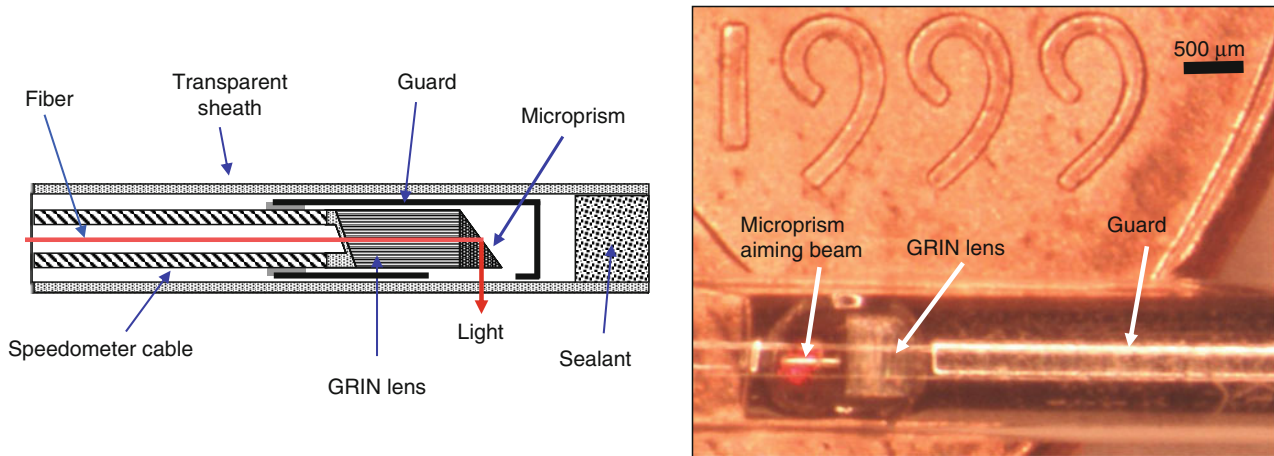 Fiber
Transparent
sheath
Guard
Microprism
Speedometer cable
GRIN lens
Light
Sealant
1999
500 μm
Microprism
aiming beam
GRIN lens
Guard